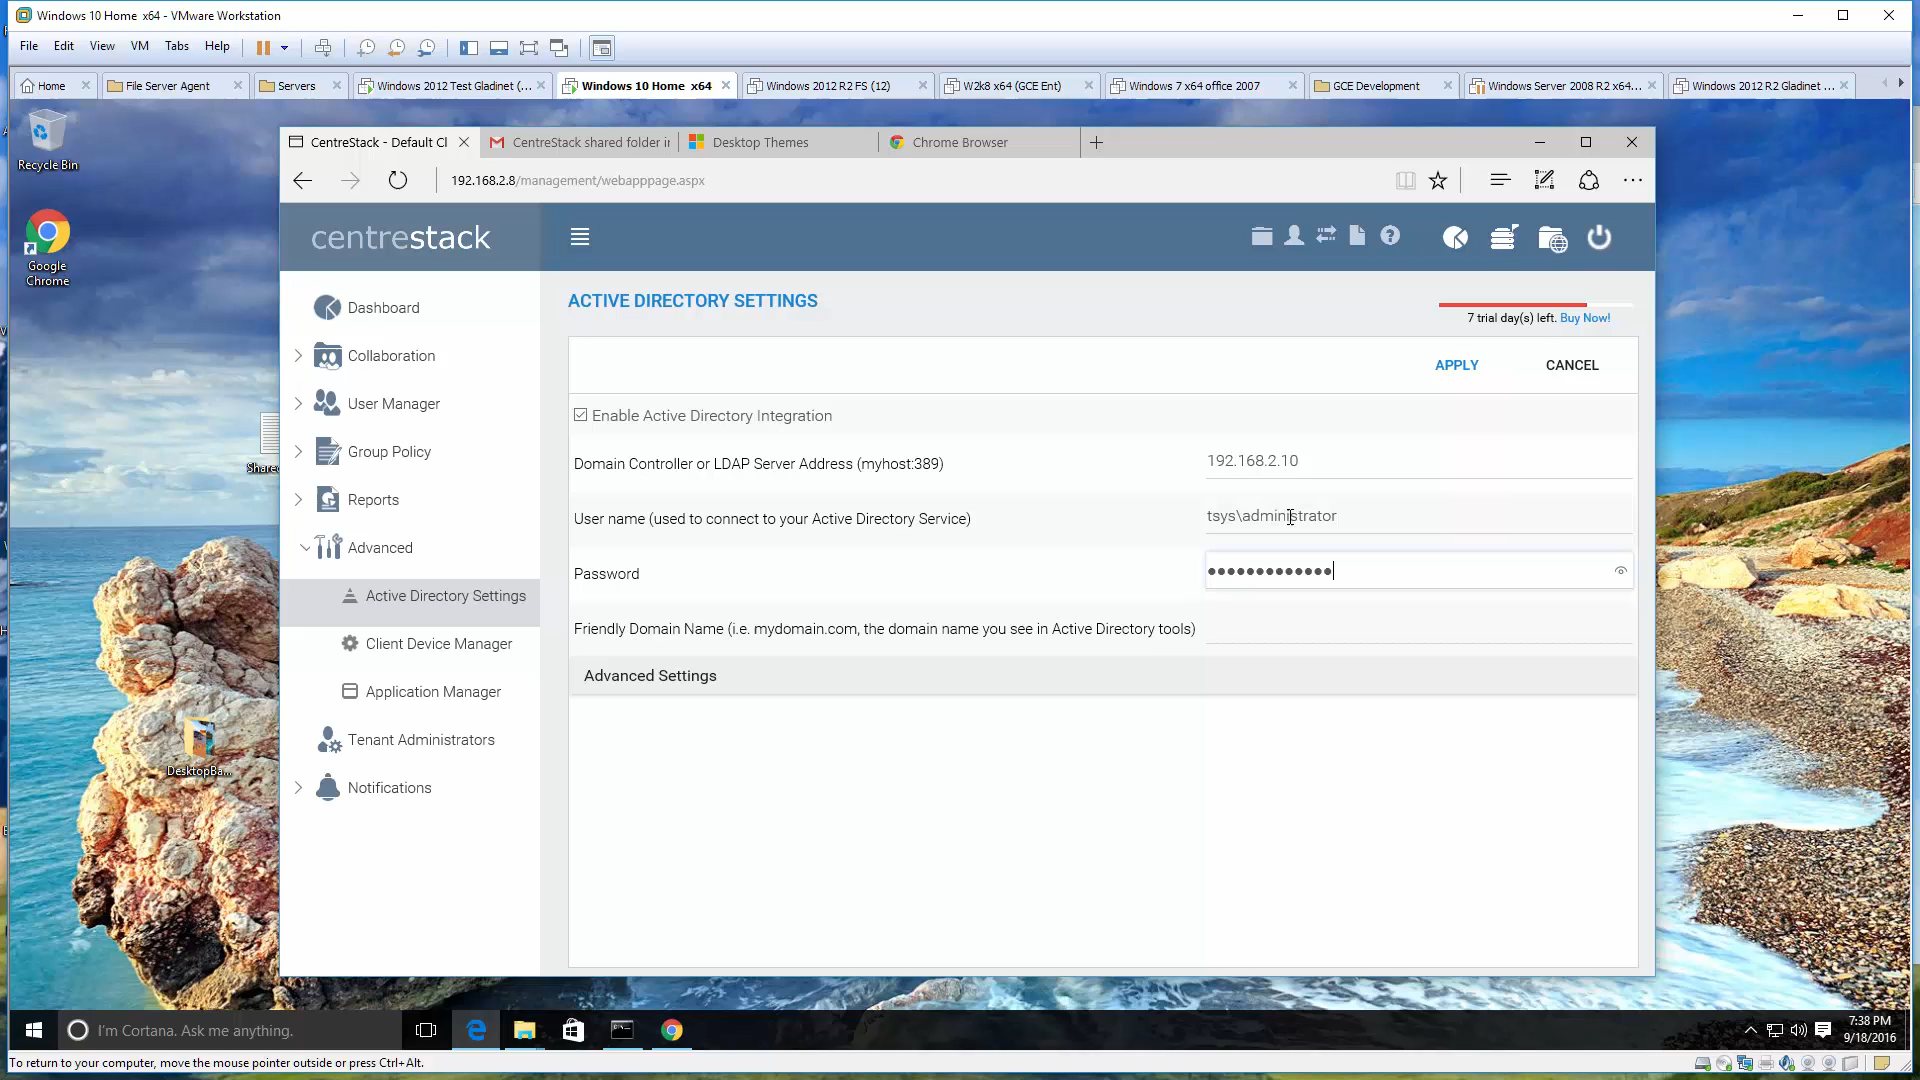 Windows 10 Home x64 - VMware Workstation
File Edit View VM Tabs Help
Home File Server Agent Servers Windows 2012 Test Gladinet (... Windows 10 Home x64 Windows 2012 R2 FS (12) W2k8 x64 (GCE Ent) Windows 7 x64 office 2007 GCE Development Windows Server 2008 R2 x64... Windows 2012 R2 Gladinet ...
Recycle Bin
Google Chrome
Share
DesktopBa...
CentreStack - Default Cl CentreStack shared folder i Desktop Themes Chrome Browser
192.168.2.8/management/webapppage.aspx
centrestack
Dashboard
Collaboration
User Manager
Group Policy
Reports
Advanced
Active Directory Settings
Client Device Manager
Application Manager
Tenant Administrators
Notifications
ACTIVE DIRECTORY SETTINGS
7 trial day(s) left. Buy Now!
APPLY CANCEL
Enable Active Directory Integration
Domain Controller or LDAP Server Address (myhost:389) 192.168.2.10
User name (used to connect to your Active Directory Service) tsys\administrator
Password •••••••••••••
Friendly Domain Name (i.e. mydomain.com, the domain name you see in Active Directory tools)
Advanced Settings
I'm Cortana. Ask me anything.
7:38 PM
9/18/2016
To return to your computer, move the mouse pointer outside or press Ctrl+Alt.